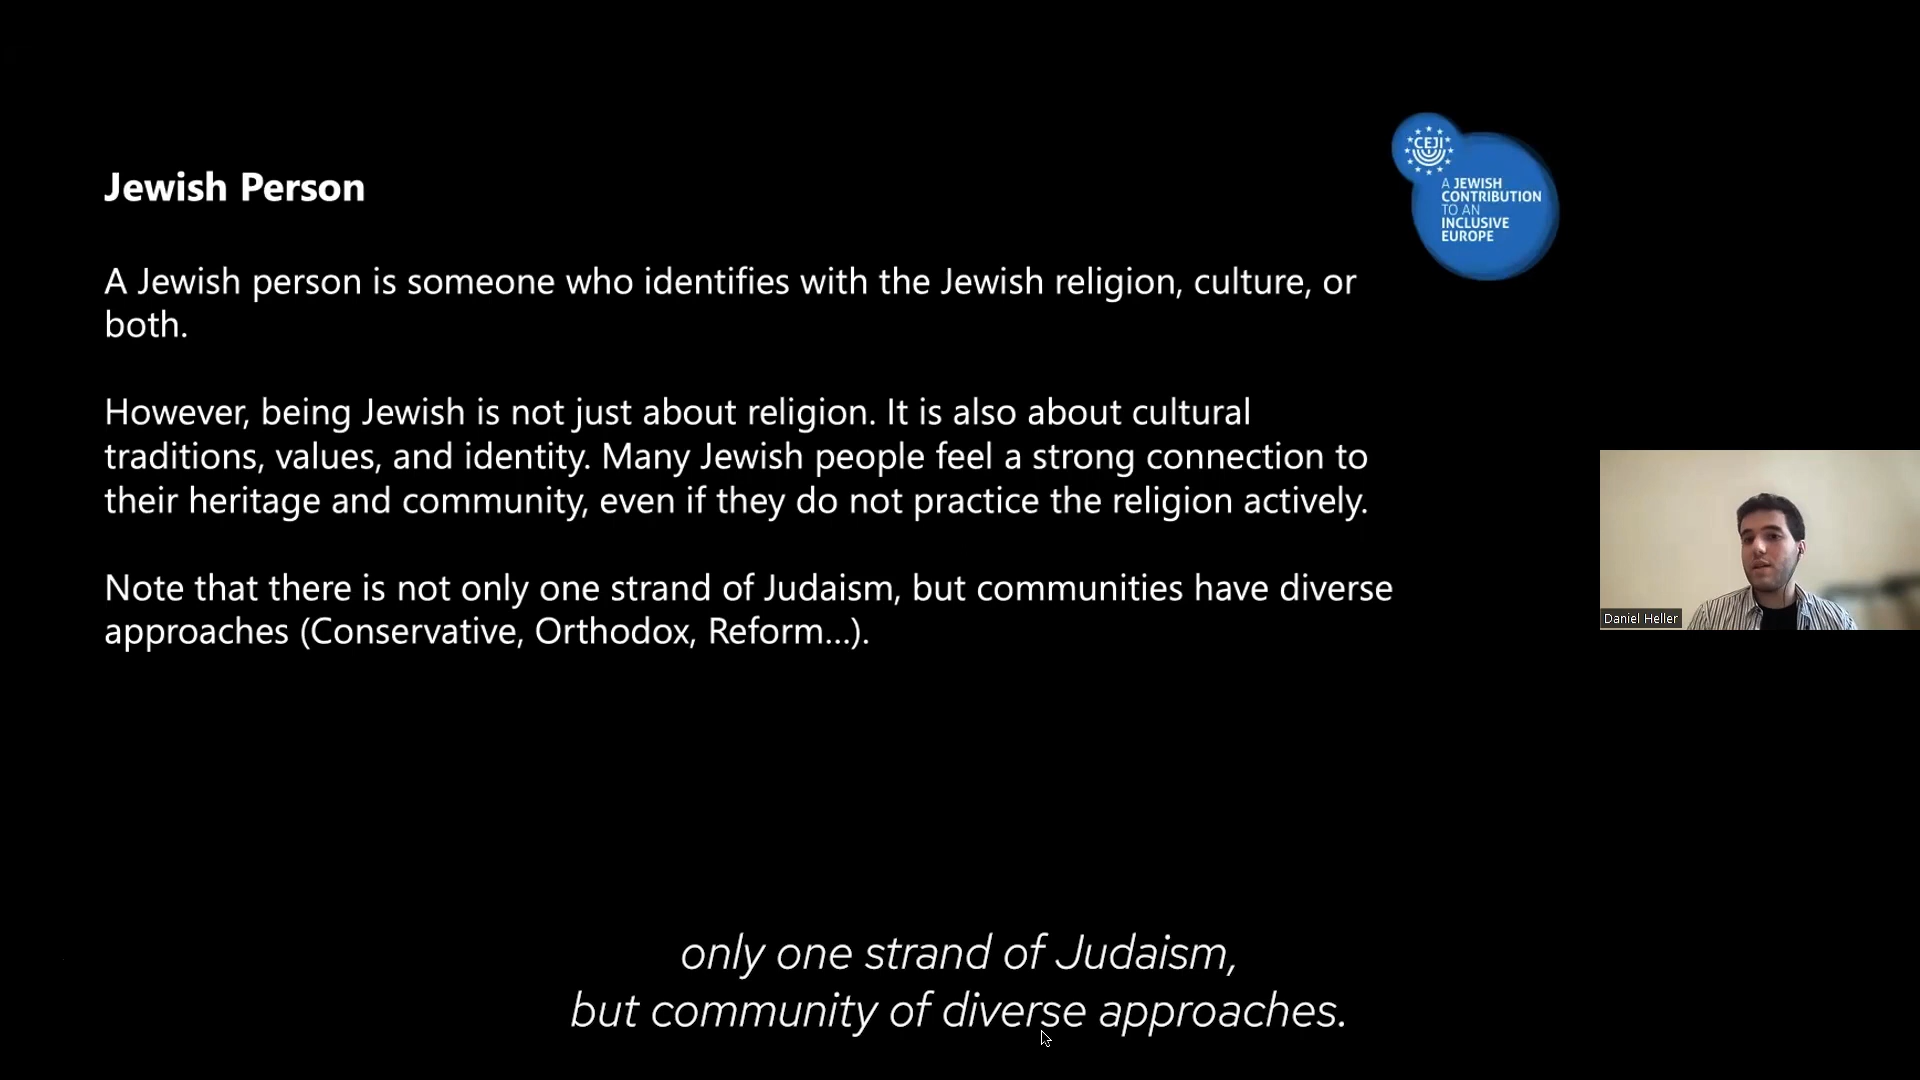 Jewish Person
A Jewish person is someone who identifies with the Jewish religion, culture, or
both.
However, being Jewish is not just about religion. It is also about cultural
traditions, values, and identity. Many Jewish people feel a strong connection to
their heritage and community, even if they do not practice the religion actively.
Note that there is not only one strand of Judaism, but communities have diverse
approaches (Conservative, Orthodox, Reform...).
CEJI
A JEWISH
CONTRIBUTION
TO AN
INCLUSIVE
EUROPE
Daniel Heller
only one strand of Judaism,
but community of diverse approaches.